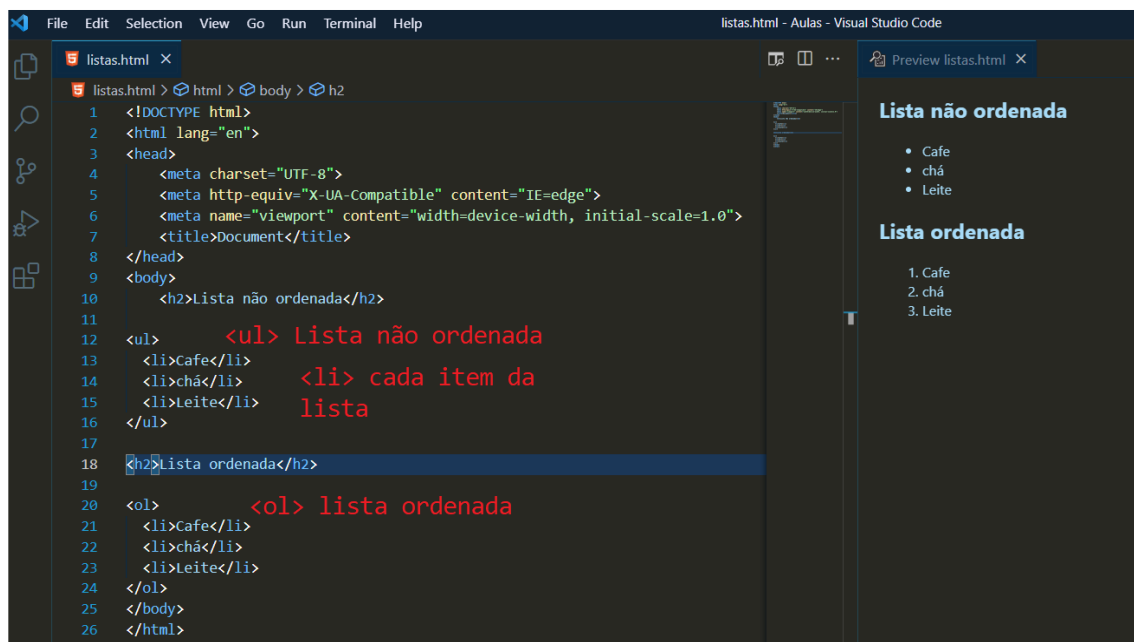 File Edit Selection View Go Run Terminal Help listas.html - Aulas - Visual Studio Code
listas.html
listas.html > html > body > h2
1 <!DOCTYPE html>
2 <html lang="en">
3 <head>
4 <meta charset="UTF-8">
5 <meta http-equiv="X-UA-Compatible" content="IE=edge">
6 <meta name="viewport" content="width=device-width, initial-scale=1.0">
7 <title>Document</title>
8 </head>
9 <body>
10 <h2>Lista não ordenada</h2>
11
12 <ul>
<ul> Lista não ordenada
13 <li>Cafe</li>
14 <li>chá</li>
<li> cada item da
15 <li>Leite</li>
lista
16 </ul>
17
18 <h2>Lista ordenada</h2>
19
20 <ol>
<ol> lista ordenada
21 <li>Cafe</li>
22 <li>chá</li>
23 <li>Leite</li>
24 </ol>
25 </body>
26 </html>
Preview listas.html
Lista não ordenada
• Cafe
• chá
• Leite
Lista ordenada
1. Cafe
2. chá
3. Leite